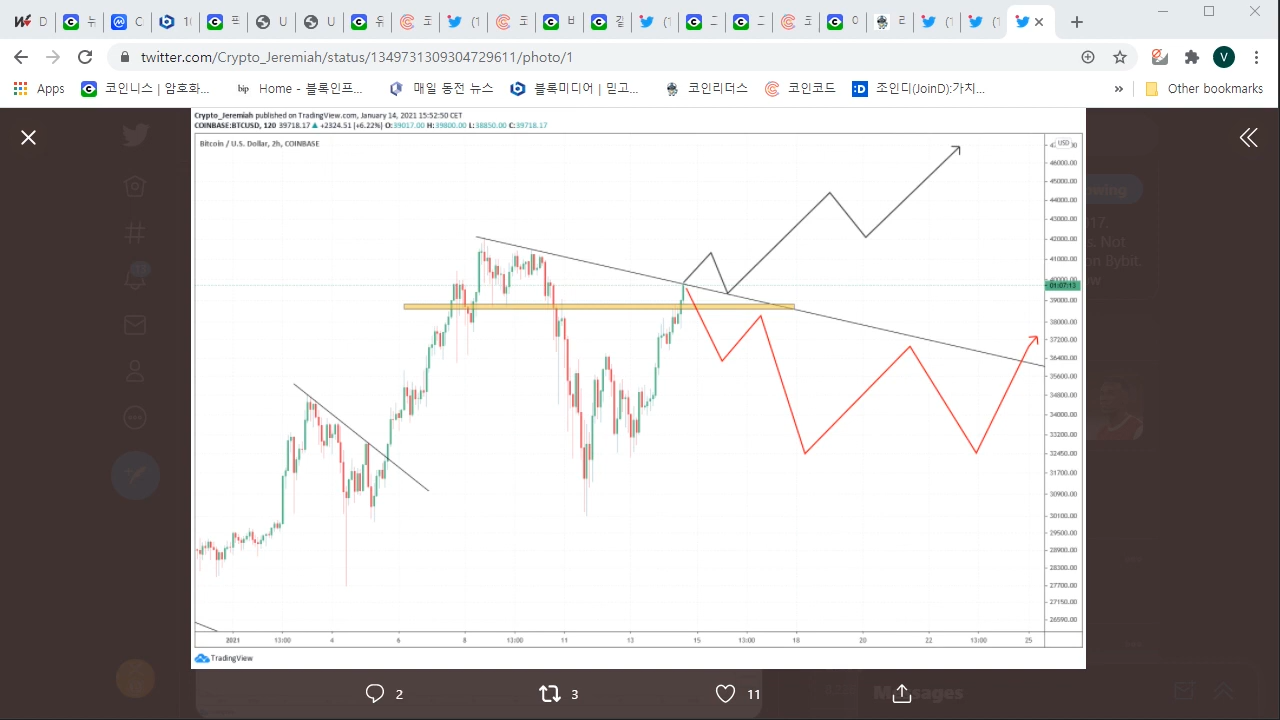 twitter.com/Crypto_Jeremiah/status/1349731309304729611/photo/1
V
Apps
코인니스 | 암호화...
bip Home - 블록인프...
매일 동전 뉴스
블록미디어 | 믿고...
코인리더스
코인코드
:D 조인디(JoinD):가치...
»
Other bookmarks
Crypto_Jeremiah published on TradingView.com, January 14, 2021 15:52:50 CET
COINBASE:BTCUSD, 120 39718.17 ▲ +2324.51 (+6.22%) O:39017.00 H:39800.00 L:38850.00 C:39718.17
Bitcoin / U.S. Dollar, 2h, COINBASE
USD
46000.00
45000.00
44000.00
43000.00
42000.00
41000.00
40000.00
01:07:13
39000.00
38000.00
37200.00
36400.00
35600.00
34800.00
34000.00
33200.00
32450.00
31700.00
30900.00
30100.00
29500.00
28900.00
28300.00
27700.00
27150.00
26590.00
2021 13:00 4 6 8 13:00 11 13 15 13:00 18 20 22 13:00 25
TradingView
2 3 11
Messages